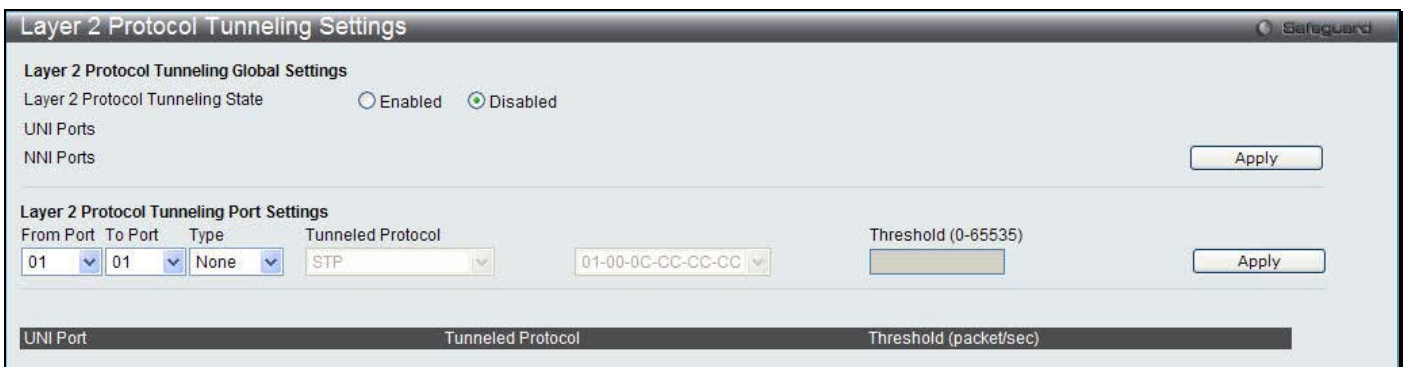 Layer 2 Protocol Tunneling Settings
Safeguard
Layer 2 Protocol Tunneling Global Settings
Layer 2 Protocol Tunneling State Enabled Disabled
UNI Ports
NNI Ports Apply
Layer 2 Protocol Tunneling Port Settings
From Port To Port Type Tunneled Protocol Threshold (0-65535)
01 01 None STP 01-00-0C-CC-CC-CC Apply
UNI Port Tunneled Protocol Threshold (packet/sec)